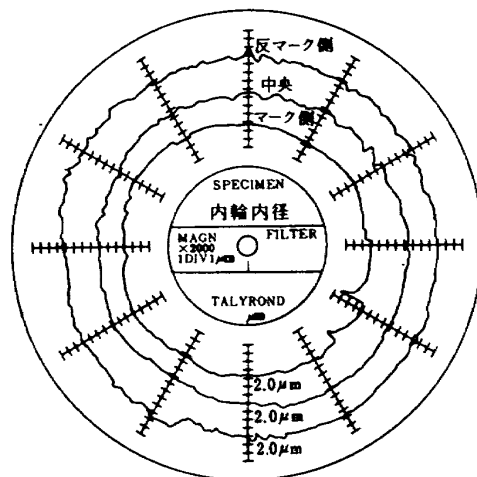 反マーク側
中央
マーク側
SPECIMEN
内輪内径
MAGN
×2000
1DIV1μm
FILTER
TALYROND
2.0μm
2.0μm
2.0μm